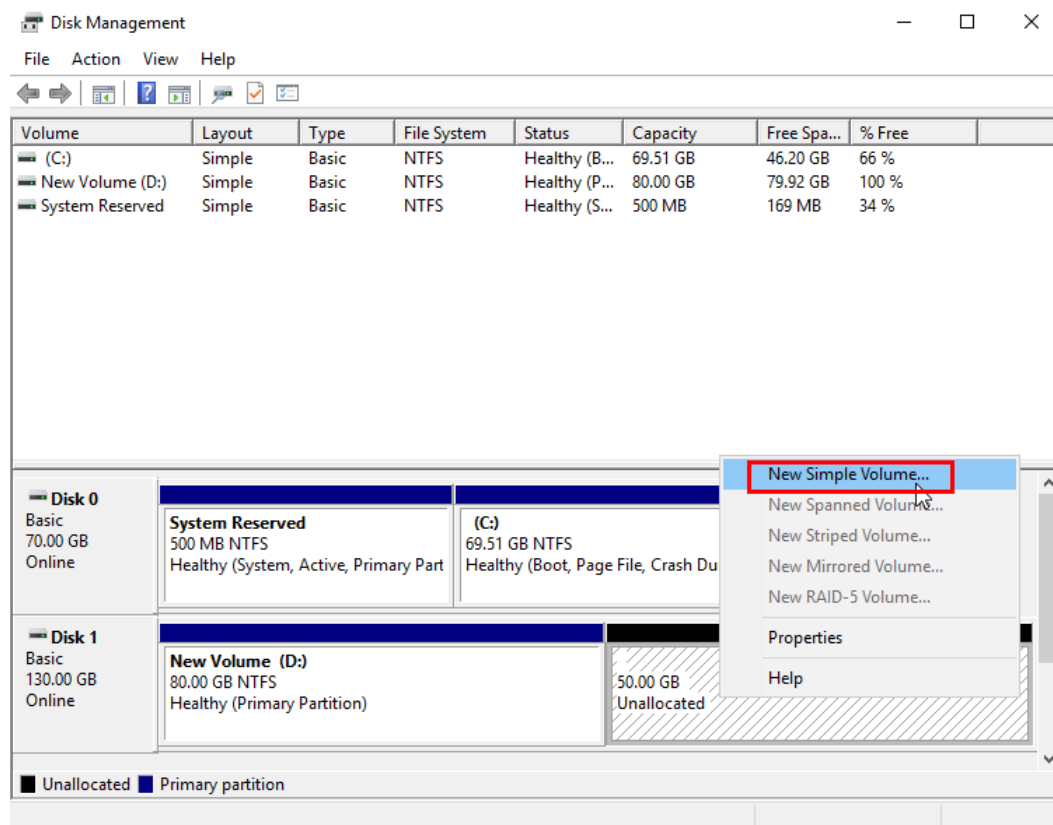 Disk Management
File Action View Help
Volume Layout Type File System Status Capacity Free Spa... % Free
(C:) Simple Basic NTFS Healthy (B... 69.51 GB 46.20 GB 66 %
New Volume (D:) Simple Basic NTFS Healthy (P... 80.00 GB 79.92 GB 100 %
System Reserved Simple Basic NTFS Healthy (S... 500 MB 169 MB 34 %
New Simple Volume...
New Spanned Volume...
New Striped Volume...
New Mirrored Volume...
New RAID-5 Volume...
Properties
Help
Disk 0
Basic
70.00 GB
Online
System Reserved
500 MB NTFS
Healthy (System, Active, Primary Part
(C:)
69.51 GB NTFS
Healthy (Boot, Page File, Crash Du
Disk 1
Basic
130.00 GB
Online
New Volume (D:)
80.00 GB NTFS
Healthy (Primary Partition)
50.00 GB
Unallocated
Unallocated Primary partition